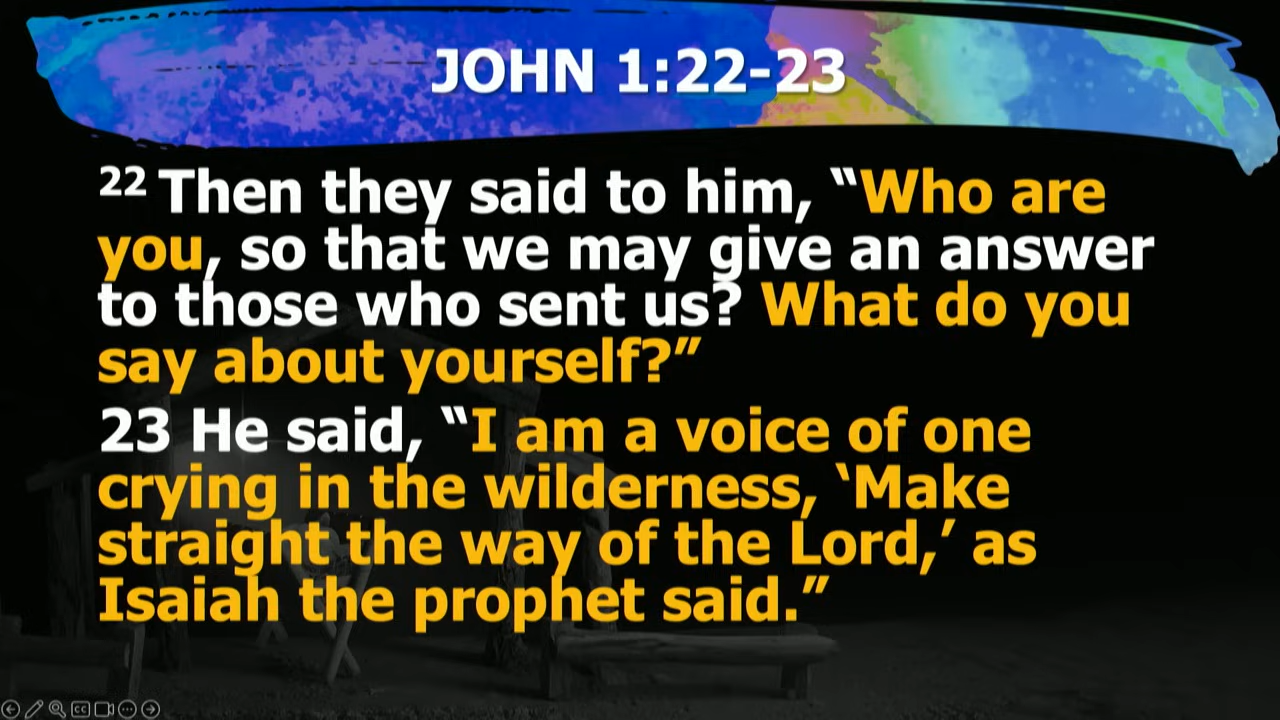 JOHN 1:22-23
22 Then they said to him, “Who are
you, so that we may give an answer
to those who sent us? What do you
say about yourself?”
23 He said, “I am a voice of one
crying in the wilderness, ‘Make
straight the way of the Lord,’ as
Isaiah the prophet said.”
CC